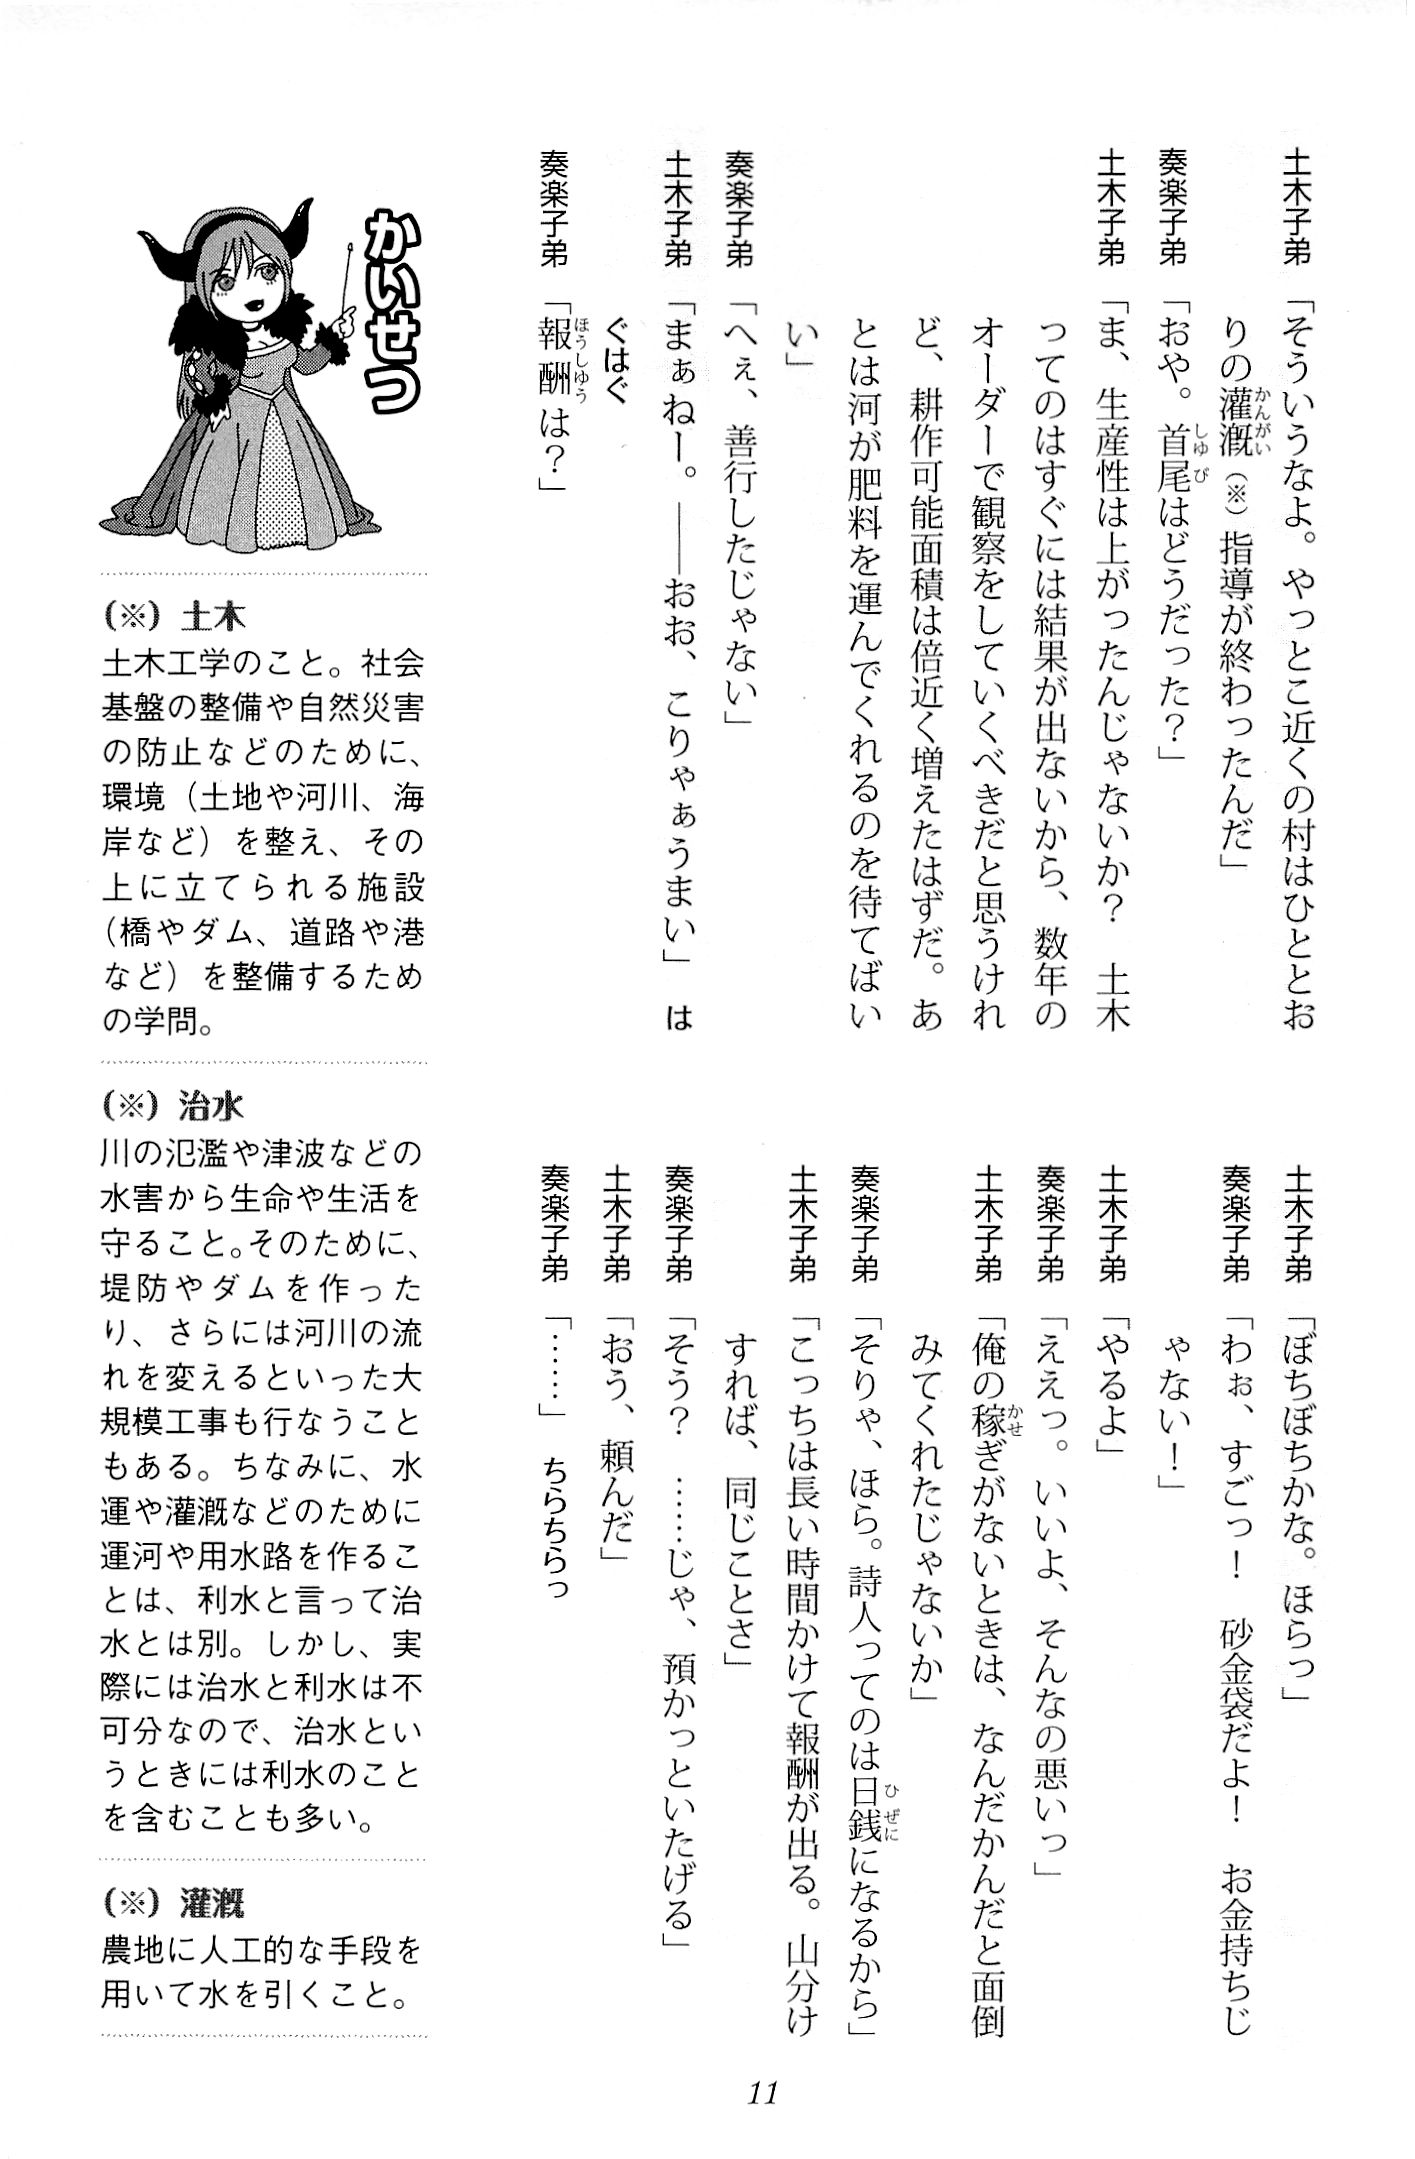 土木子弟「そういうなよ。やっとこ近くの村はひととお
りの灌漑（※）指導が終わったんだ」
奏楽子弟「おや。首尾はどうだった？」
土木子弟「ま、生産性は上がったんじゃないか？　土木
ってのはすぐには結果が出ないから、数年の
オーダーで観察をしていくべきだと思うけれ
ど、耕作可能面積は倍近く増えたはずだ。あ
とは河が肥料を運んでくれるのを待てばい
い」
奏楽子弟「へぇ、善行したじゃない」
土木子弟「まぁねー。――おお、こりゃぁうまい」　は
ぐはぐ
奏楽子弟「報酬は？」
土木子弟「ぼちぼちかな。ほらっ」
奏楽子弟「わぉ、すごっ！　砂金袋だよ！　お金持ちじ
ゃない！」
土木子弟「やるよ」
奏楽子弟「ええっ。いいよ、そんなの悪いっ」
土木子弟「俺の稼ぎがないときは、なんだかんだと面倒
みてくれたじゃないか」
奏楽子弟「そりゃ、ほら。詩人ってのは日銭になるから」
土木子弟「こっちは長い時間かけて報酬が出る。山分け
すれば、同じことさ」
奏楽子弟「そう？　……じゃ、預かっといたげる」
土木子弟「おう、頼んだ」
奏楽子弟「……」　ちらちらっ
かいせつ
（※）土木
土木工学のこと。社会
基盤の整備や自然災害
の防止などのために、
環境（土地や河川、海
岸など）を整え、その
上に立てられる施設
（橋やダム、道路や港
など）を整備するため
の学問。
（※）治水
川の氾濫や津波などの
水害から生命や生活を
守ること。そのために、
堤防やダムを作った
り、さらには河川の流
れを変えるといった大
規模工事も行なうこと
もある。ちなみに、水
運や灌漑などのために
運河や用水路を作るこ
とは、利水と言って治
水とは別。しかし、実
際には治水と利水は不
可分なので、治水とい
うときには利水のこと
を含むことも多い。
（※）灌漑
農地に人工的な手段を
用いて水を引くこと。
11